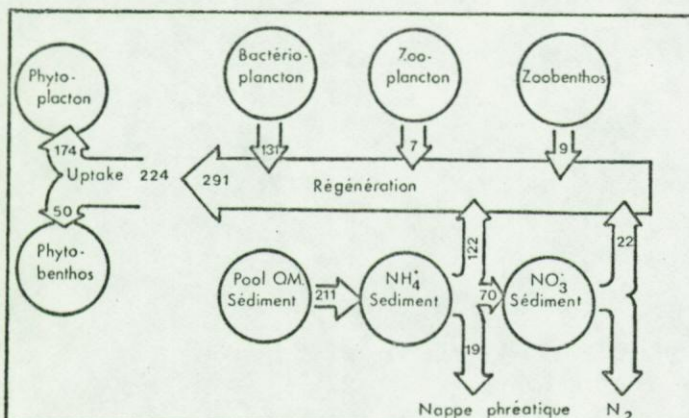 Phyto-
placton
Bactério-
plancton
Zoo-
plancton
Zoobenthos
174
131
7
9
Uptake 224
291
Régénération
50
Phyto-
benthos
122
22
Pool OM.
Sédiment
211
NH₄⁺
Sediment
70
NO₃⁻
Sédiment
19
Nappe phréatique
N₂